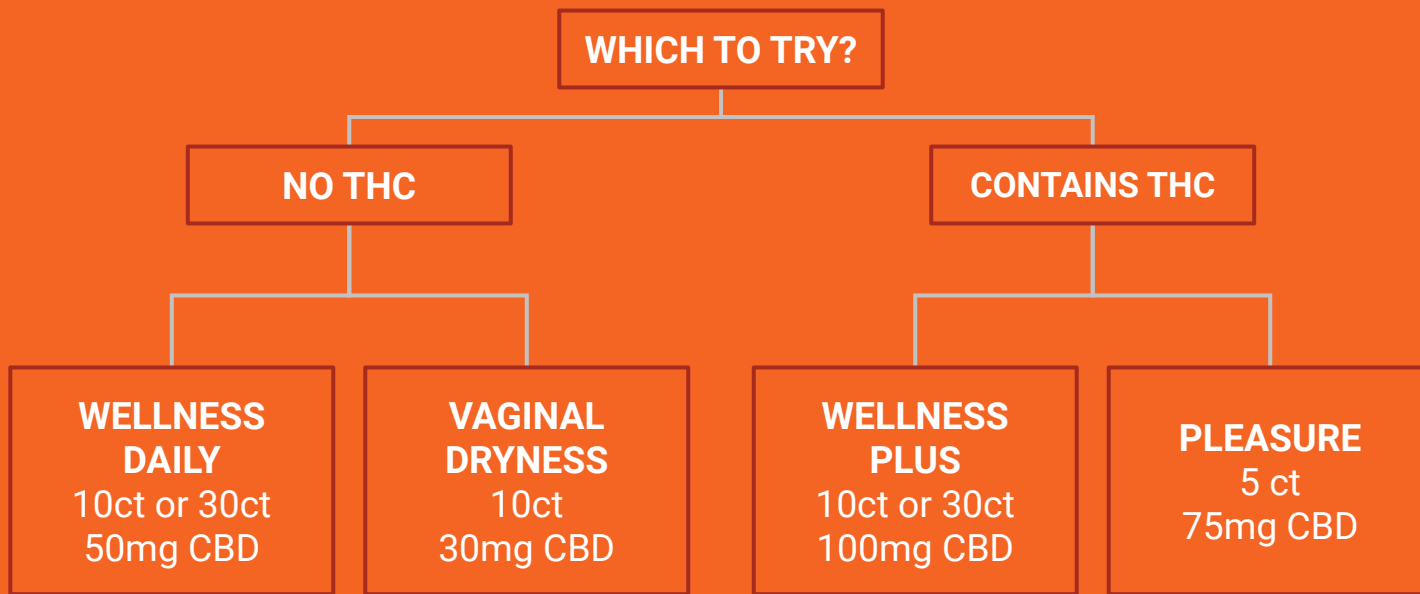 WHICH TO TRY?
NO THC
CONTAINS THC
WELLNESS
DAILY
10ct or 30ct
50mg CBD
VAGINAL
DRYNESS
10ct
30mg CBD
WELLNESS
PLUS
10ct or 30ct
100mg CBD
PLEASURE
5 ct
75mg CBD